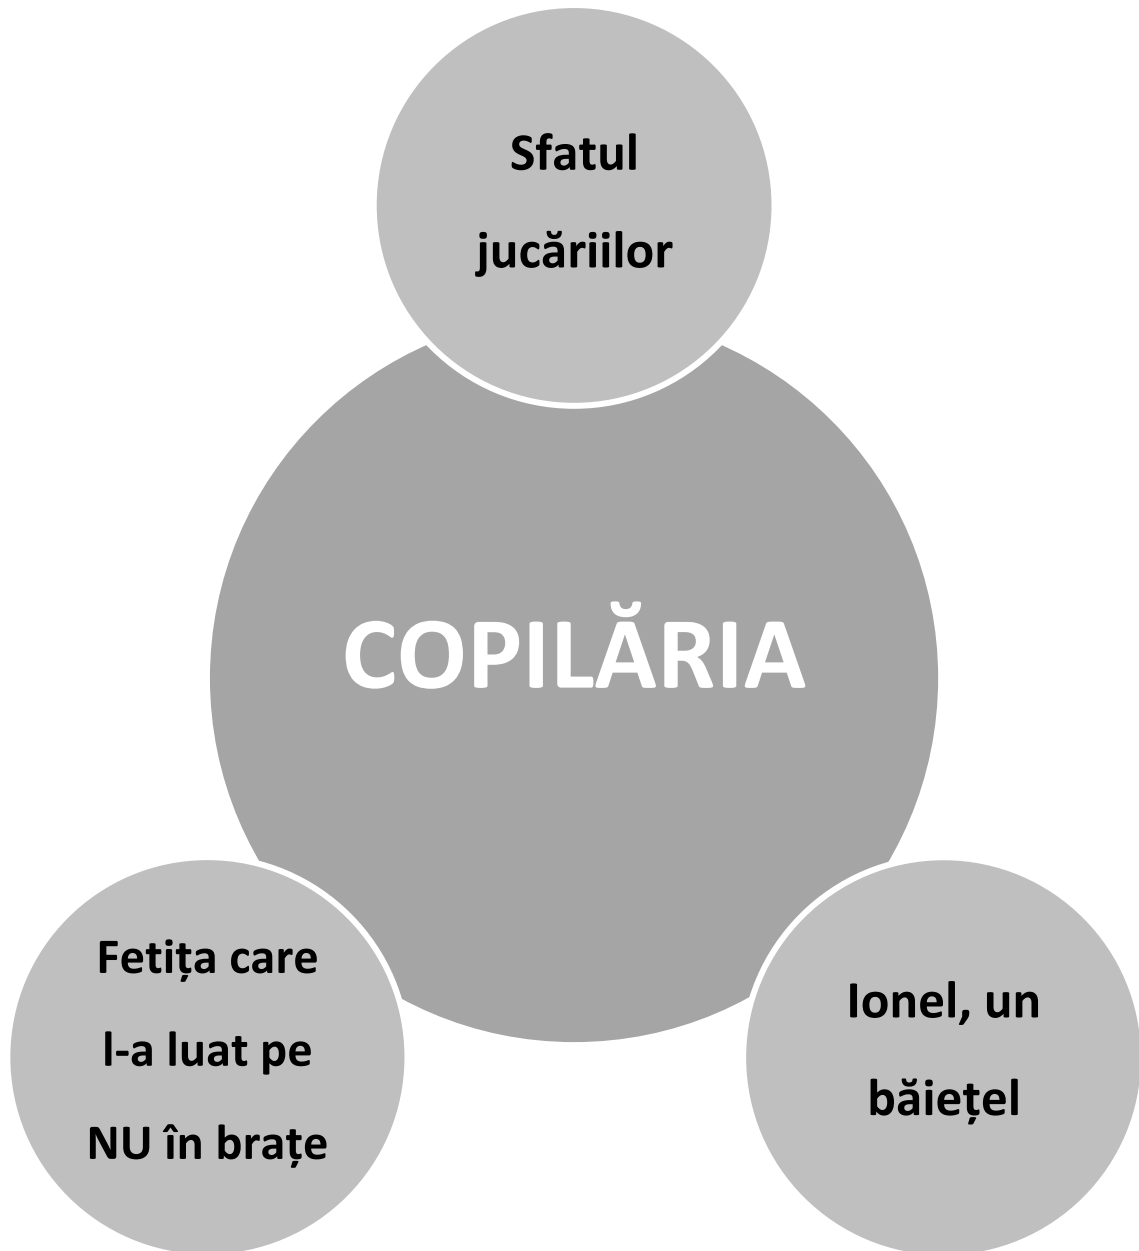 Sfatul
jucăriilor
COPILĂRIA
Fetița care
l-a luat pe
NU în brațe
Ionel, un
băiețel